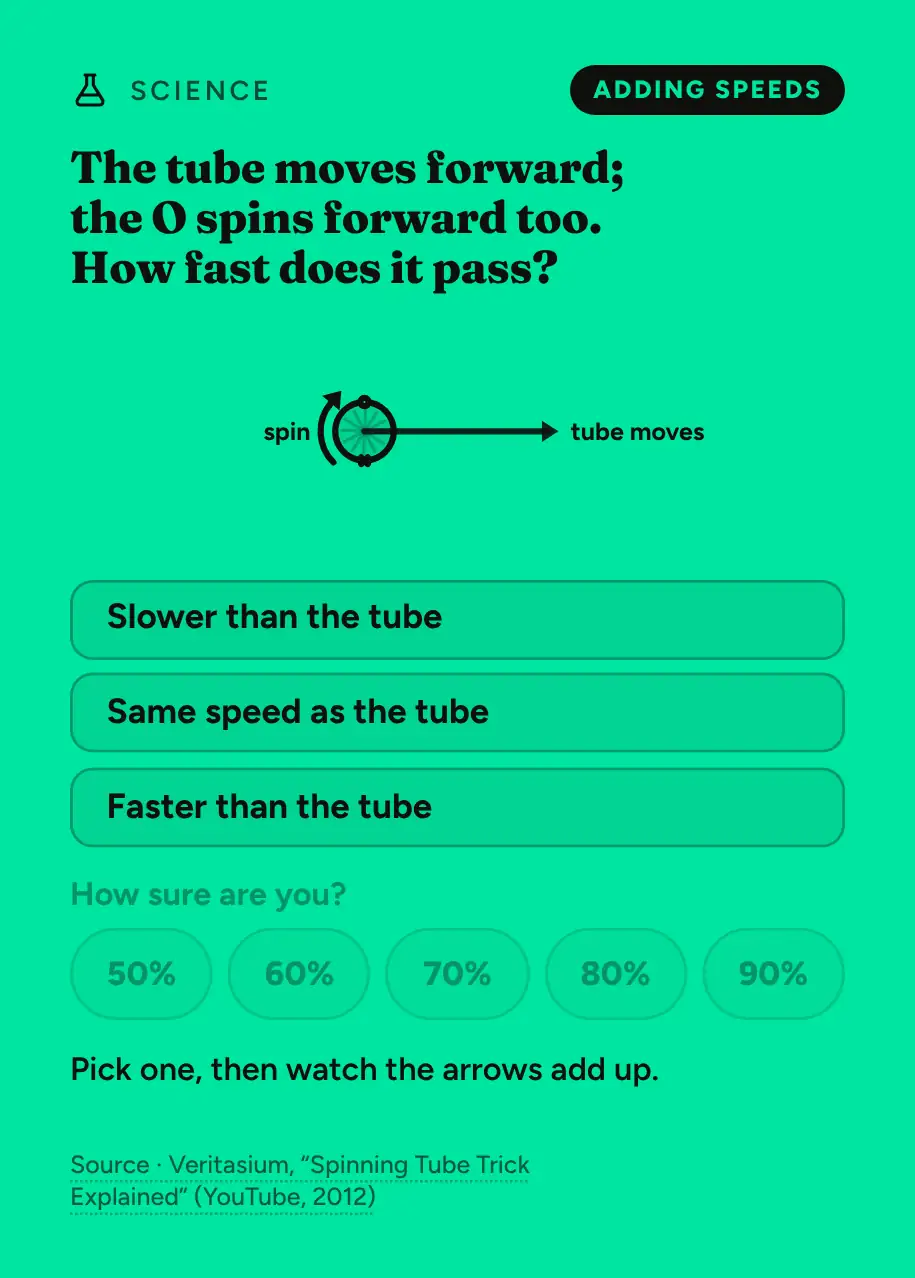 SCIENCE
ADDING SPEEDS
The tube moves forward;
the O spins forward too.
How fast does it pass?
spin
tube moves
Slower than the tube
Same speed as the tube
Faster than the tube
How sure are you?
50% 60% 70% 80% 90%
Pick one, then watch the arrows add up.
Source · Veritasium, “Spinning Tube Trick
Explained” (YouTube, 2012)